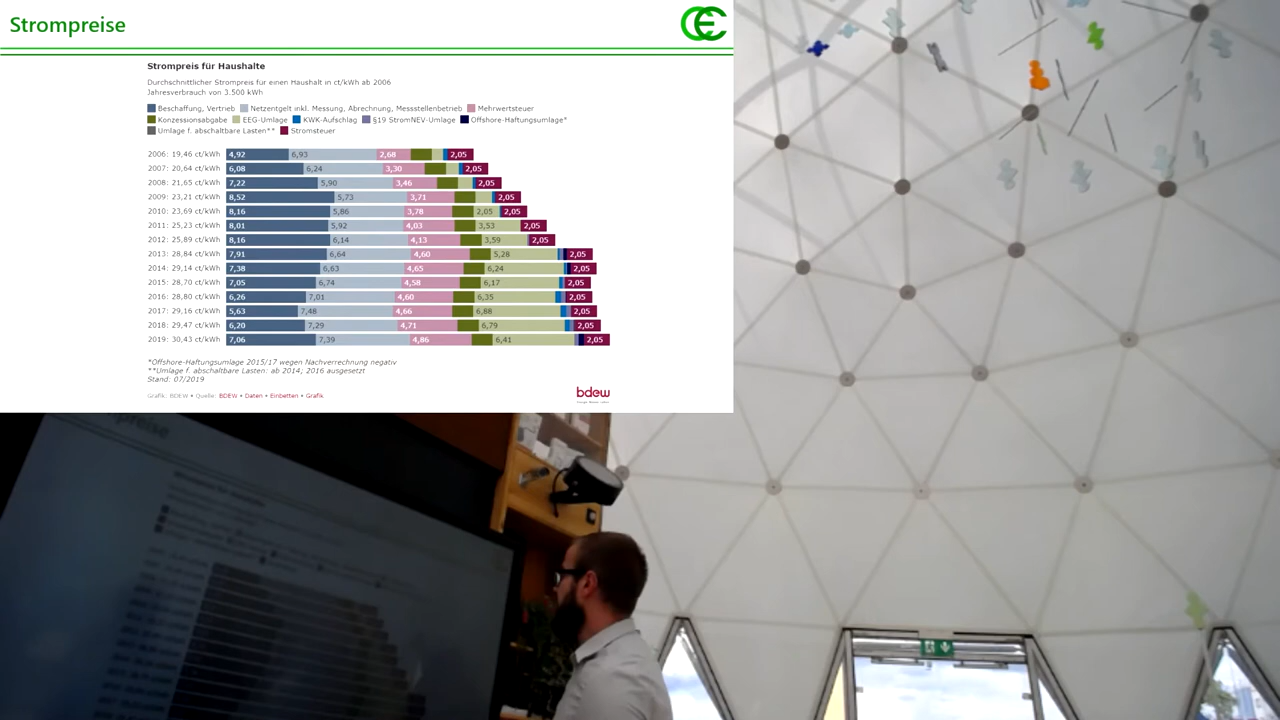 Strompreise
CEC
Strompreis für Haushalte
Durchschnittlicher Strompreis für einen Haushalt in ct/kWh ab 2006
Jahresverbrauch von 3.500 kWh
Beschaffung, Vertrieb Netzentgelt inkl. Messung, Abrechnung, Messstellenbetrieb Mehrwertsteuer
Konzessionsabgabe EEG-Umlage KWK-Aufschlag §19 StromNEV-Umlage Offshore-Haftungsumlage*
Umlage f. abschaltbare Lasten** Stromsteuer
2006: 19,46 ct/kWh 4,92 6,93 2,68 2,05
2007: 20,64 ct/kWh 6,08 6,24 3,30 2,05
2008: 21,65 ct/kWh 7,22 5,90 3,46 2,05
2009: 23,21 ct/kWh 8,52 5,73 3,71 2,05
2010: 23,69 ct/kWh 8,16 5,86 3,78 2,05 2,05
2011: 25,23 ct/kWh 8,01 5,92 4,03 3,53 2,05
2012: 25,89 ct/kWh 8,16 6,14 4,13 3,59 2,05
2013: 28,84 ct/kWh 7,91 6,64 4,60 5,28 2,05
2014: 29,14 ct/kWh 7,38 6,63 4,65 6,24 2,05
2015: 28,70 ct/kWh 7,05 6,74 4,58 6,17 2,05
2016: 28,80 ct/kWh 6,26 7,01 4,60 6,35 2,05
2017: 29,16 ct/kWh 5,63 7,48 4,66 6,88 2,05
2018: 29,47 ct/kWh 6,20 7,29 4,71 6,79 2,05
2019: 30,43 ct/kWh 7,06 7,39 4,86 6,41 2,05
*Offshore-Haftungsumlage 2015/17 wegen Nachverrechnung negativ
**Umlage f. abschaltbare Lasten: ab 2014; 2016 ausgesetzt
Stand: 07/2019
Grafik: BDEW • Quelle: BDEW • Daten • Einbetten • Grafik
bdew